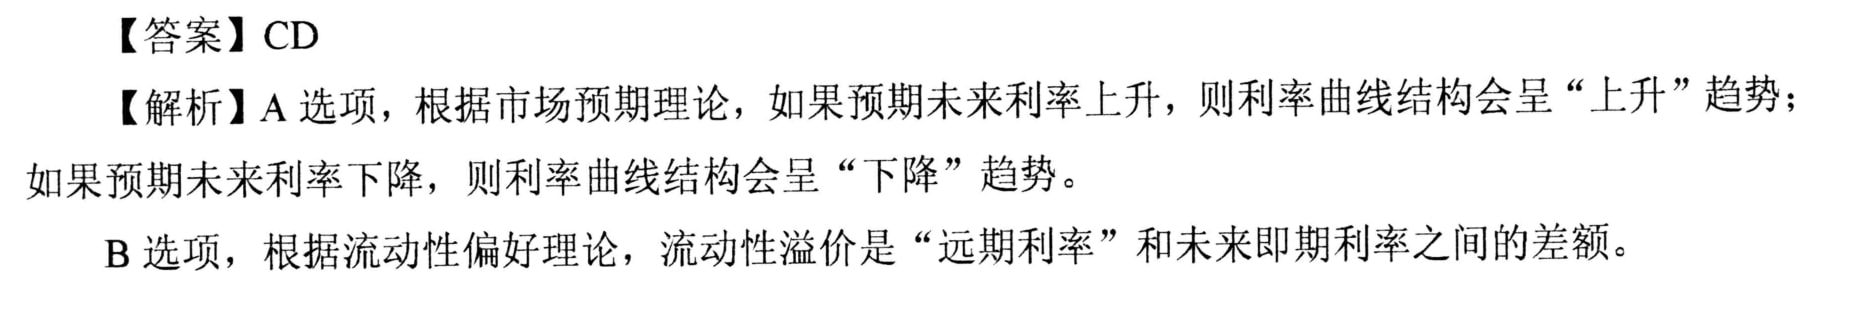 【答案】CD
【解析】A 选项，根据市场预期理论，如果预期未来利率上升，则利率曲线结构会呈“上升”趋势；
如果预期未来利率下降，则利率曲线结构会呈“下降”趋势。
B 选项，根据流动性偏好理论，流动性溢价是“远期利率”和未来即期利率之间的差额。